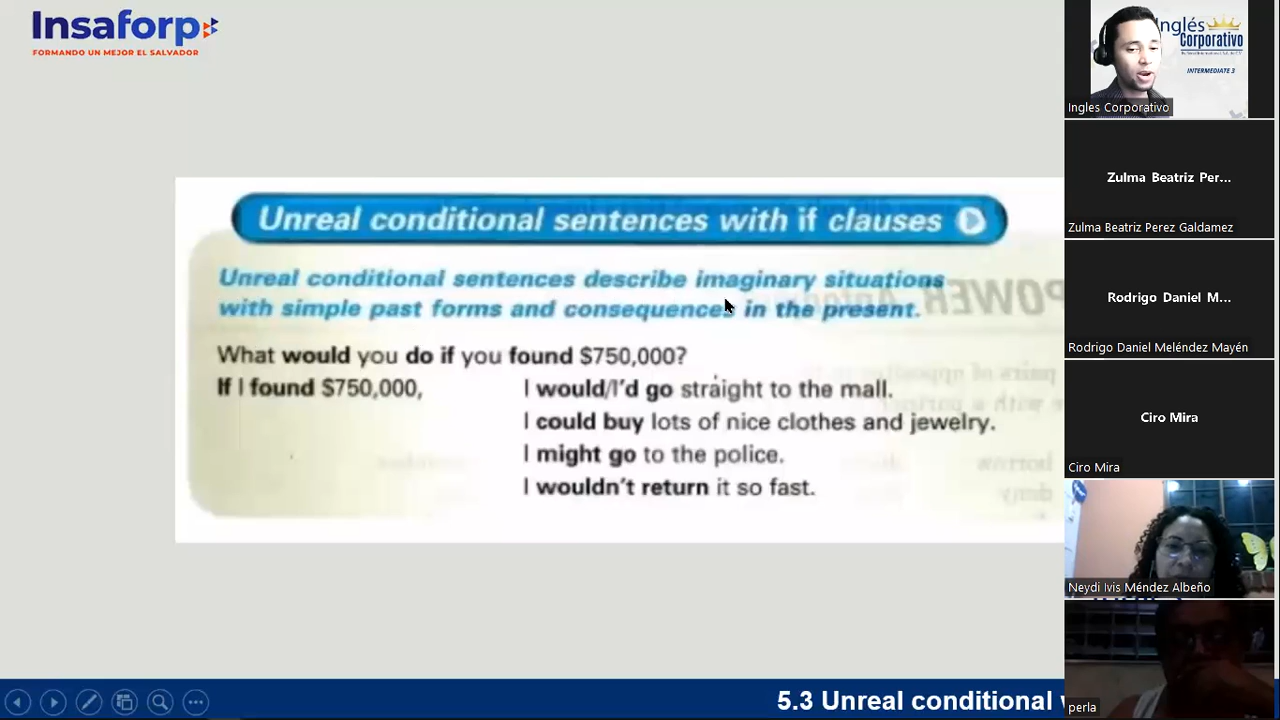 Insaforp
FORMANDO UN MEJOR EL SALVADOR
Unreal conditional sentences with if clauses
Unreal conditional sentences describe imaginary situations
with simple past forms and consequences in the present.
What would you do if you found $750,000?
If I found $750,000, I would/I'd go straight to the mall.
I could buy lots of nice clothes and jewelry.
I might go to the police.
I wouldn't return it so fast.
5.3 Unreal conditional
Inglés
Corporativo
INTERMEDIATE 3
Ingles Corporativo
Zulma Beatriz Per...
Zulma Beatriz Perez Galdamez
Rodrigo Daniel M...
Rodrigo Daniel Meléndez Mayén
Ciro Mira
Ciro Mira
Neydi Ivis Méndez Albeño
perla